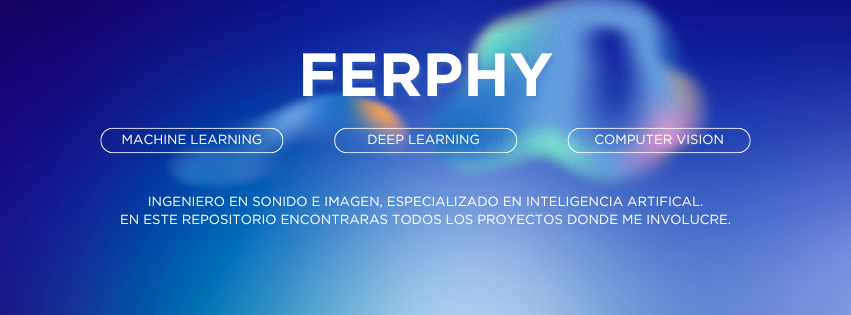 FERPHY
MACHINE LEARNING
DEEP LEARNING
COMPUTER VISION
INGENIERO EN SONIDO E IMAGEN, ESPECIALIZADO EN INTELIGENCIA ARTIFICAL.
EN ESTE REPOSITORIO ENCONTRARAS TODOS LOS PROYECTOS DONDE ME INVOLUCRE.